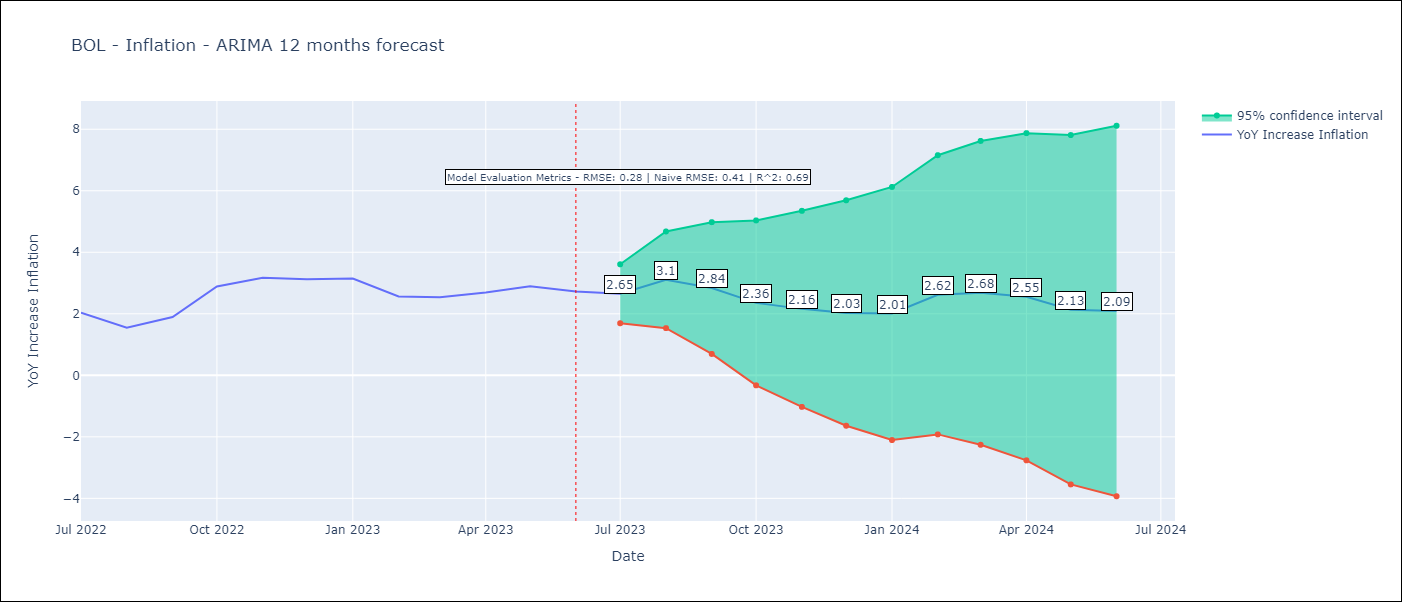 BOL - Inflation - ARIMA 12 months forecast
95% confidence interval
YoY Increase Inflation
Model Evaluation Metrics - RMSE: 0.28 | Naive RMSE: 0.41 | R^2: 0.69
YoY Increase Inflation
8
6
4
2
0
−2
−4
2.65
3.1
2.84
2.36
2.16
2.03
2.01
2.62
2.68
2.55
2.13
2.09
Jul 2022
Oct 2022
Jan 2023
Apr 2023
Jul 2023
Oct 2023
Jan 2024
Apr 2024
Jul 2024
Date